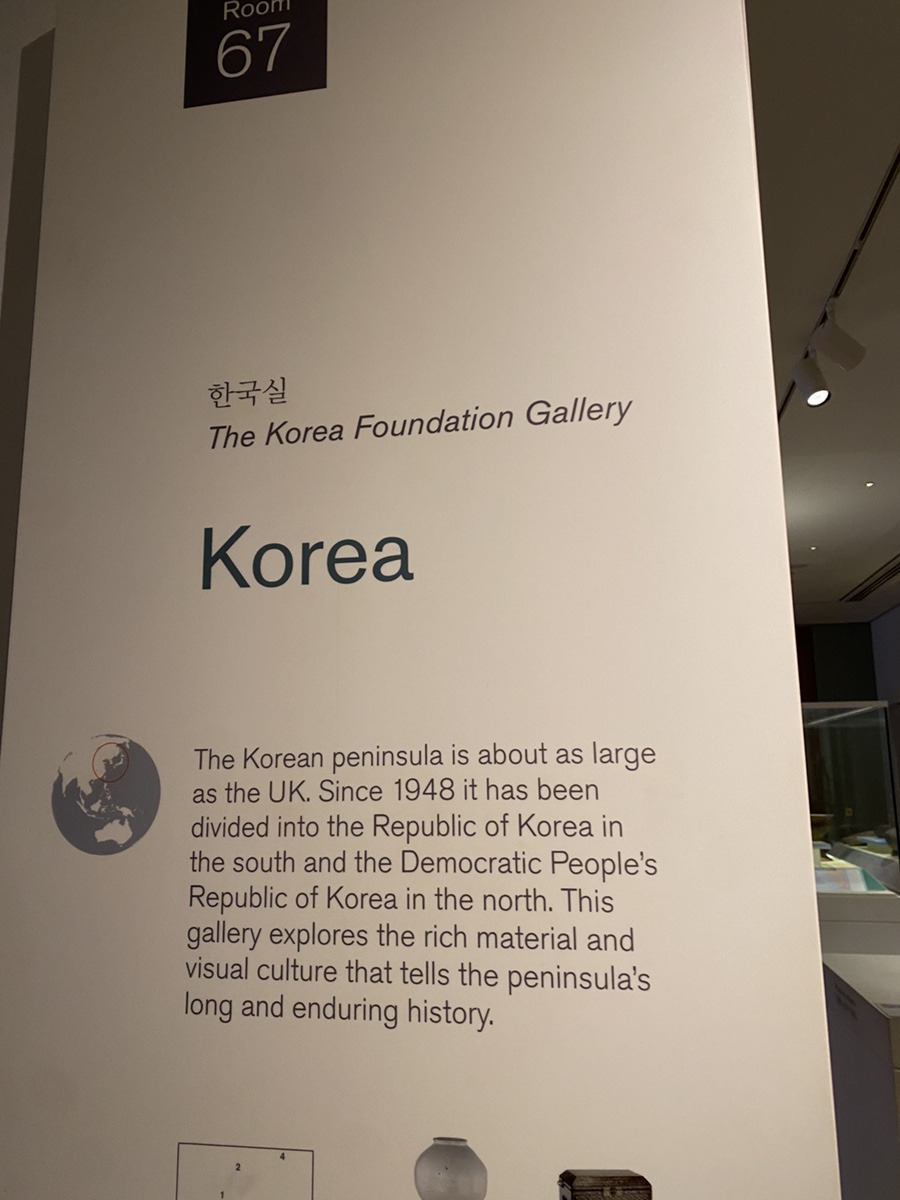 Room
67
한국실
The Korea Foundation Gallery
Korea
The Korean peninsula is about as large
as the UK. Since 1948 it has been
divided into the Republic of Korea in
the south and the Democratic People’s
Republic of Korea in the north. This
gallery explores the rich material and
visual culture that tells the peninsula’s
long and enduring history.
4
2
1